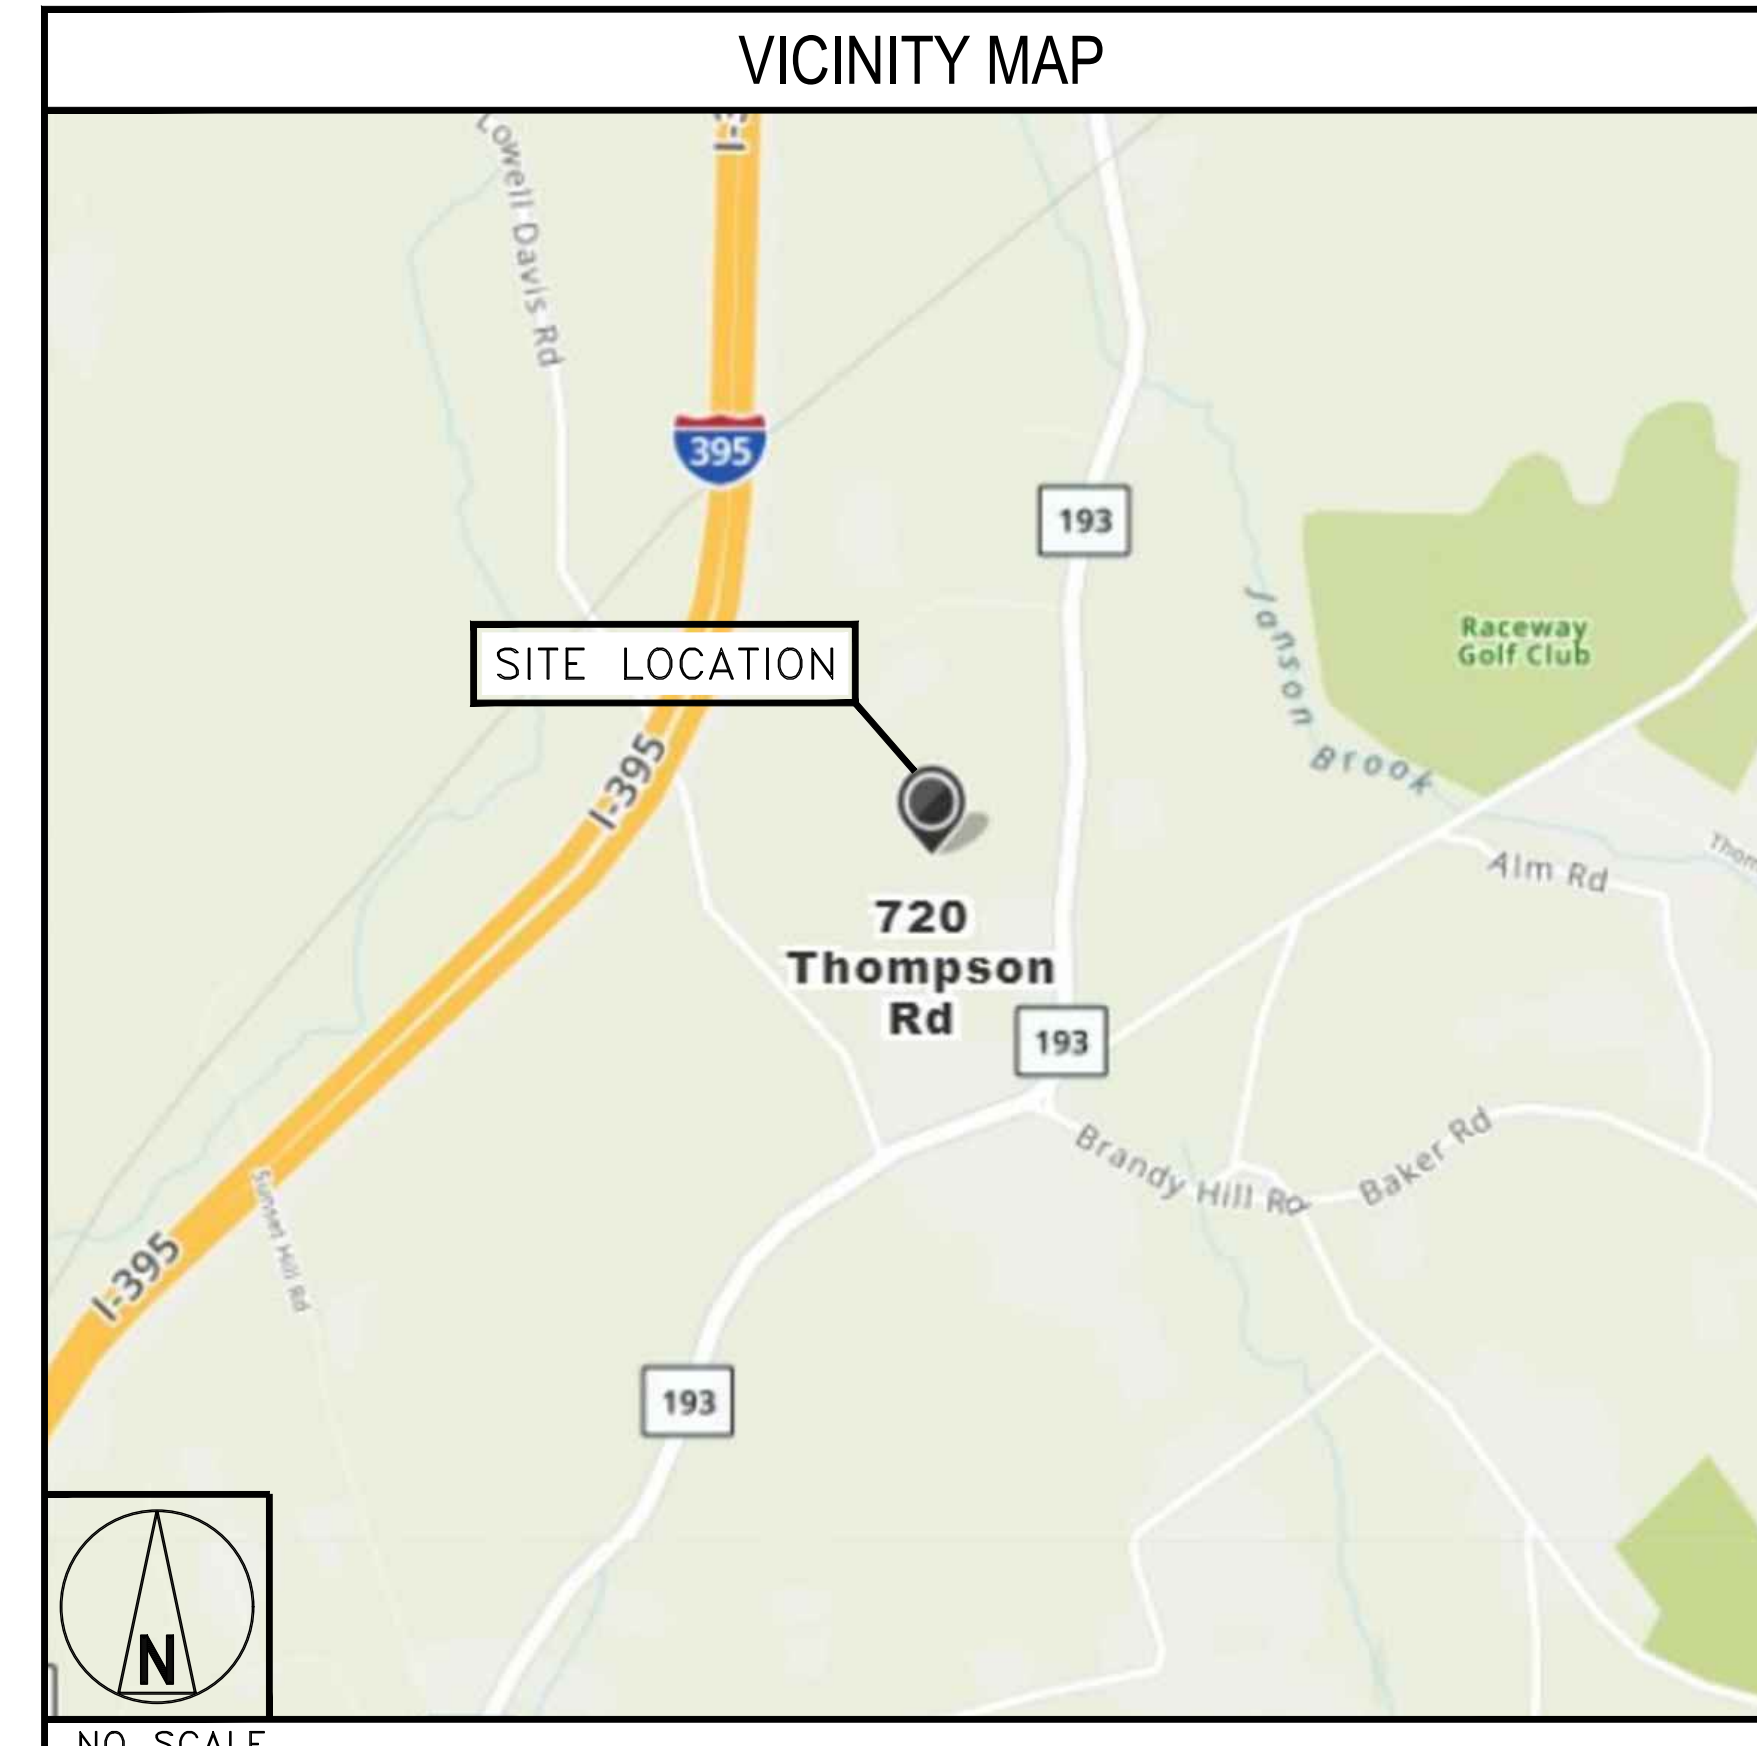 VICINITY MAP
Lowell Davis Rd
395
193
SITE LOCATION
Raceway
Golf Club
Janson Brook
I-395
Alm Rd
720
Thompson
Rd
193
Brandy Hill Rd
Baker Rd
Sunset Hill Rd
I-395
193
N
NO SCALE